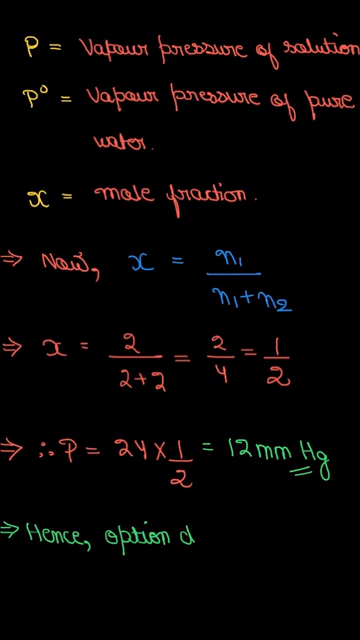 P = Vapour pressure of solution
P° = Vapour pressure of pure
water.
x = mole fraction.
⇒ Now, x = n₁ / (n₁ + n₂)
⇒ x = 2 / (2+2) = 2/4 = 1/2
⇒ ∴ P = 24 × 1/2 = 12 mm Hg
⇒ Hence, option d